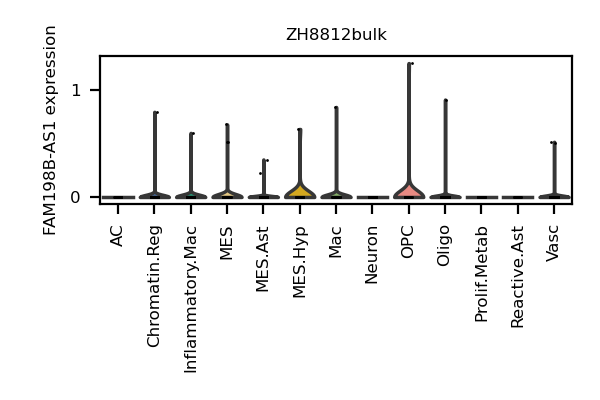 ZH8812bulk
FAM198B-AS1 expression
1
0
AC
Chromatin.Reg
Inflammatory.Mac
MES
MES.Ast
MES.Hyp
Mac
Neuron
OPC
Oligo
Prolif.Metab
Reactive.Ast
Vasc